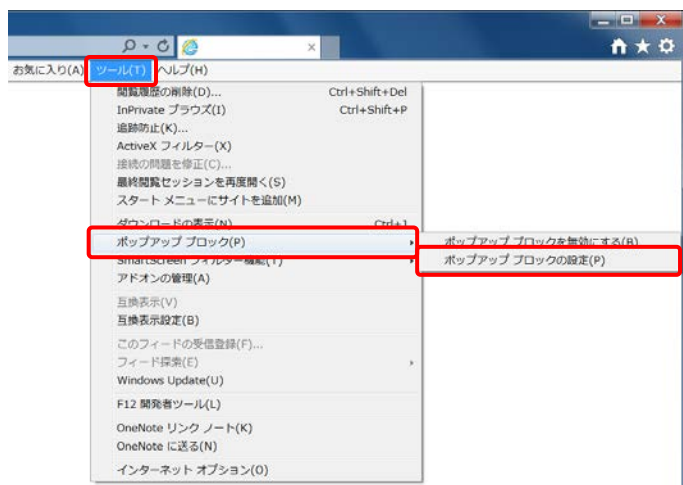 お気に入り(A) ツール(T) ヘルプ(H)
閲覧履歴の削除(D)... Ctrl+Shift+Del
InPrivate ブラウズ(I) Ctrl+Shift+P
追跡防止(K)...
ActiveX フィルター(X)
接続の問題を修正(C)...
最終閲覧セッションを再度開く(S)
スタート メニューにサイトを追加(M)
ダウンロードの表示(N) Ctrl+J
ポップアップ ブロック(P) ポップアップ ブロックを無効にする(B)
SmartScreen フィルター機能(T) ポップアップ ブロックの設定(P)
アドオンの管理(A)
互換表示(V)
互換表示設定(B)
このフィードの受信登録(F)...
フィード探索(E)
Windows Update(U)
F12 開発者ツール(L)
OneNote リンク ノート(K)
OneNote に送る(N)
インターネット オプション(O)